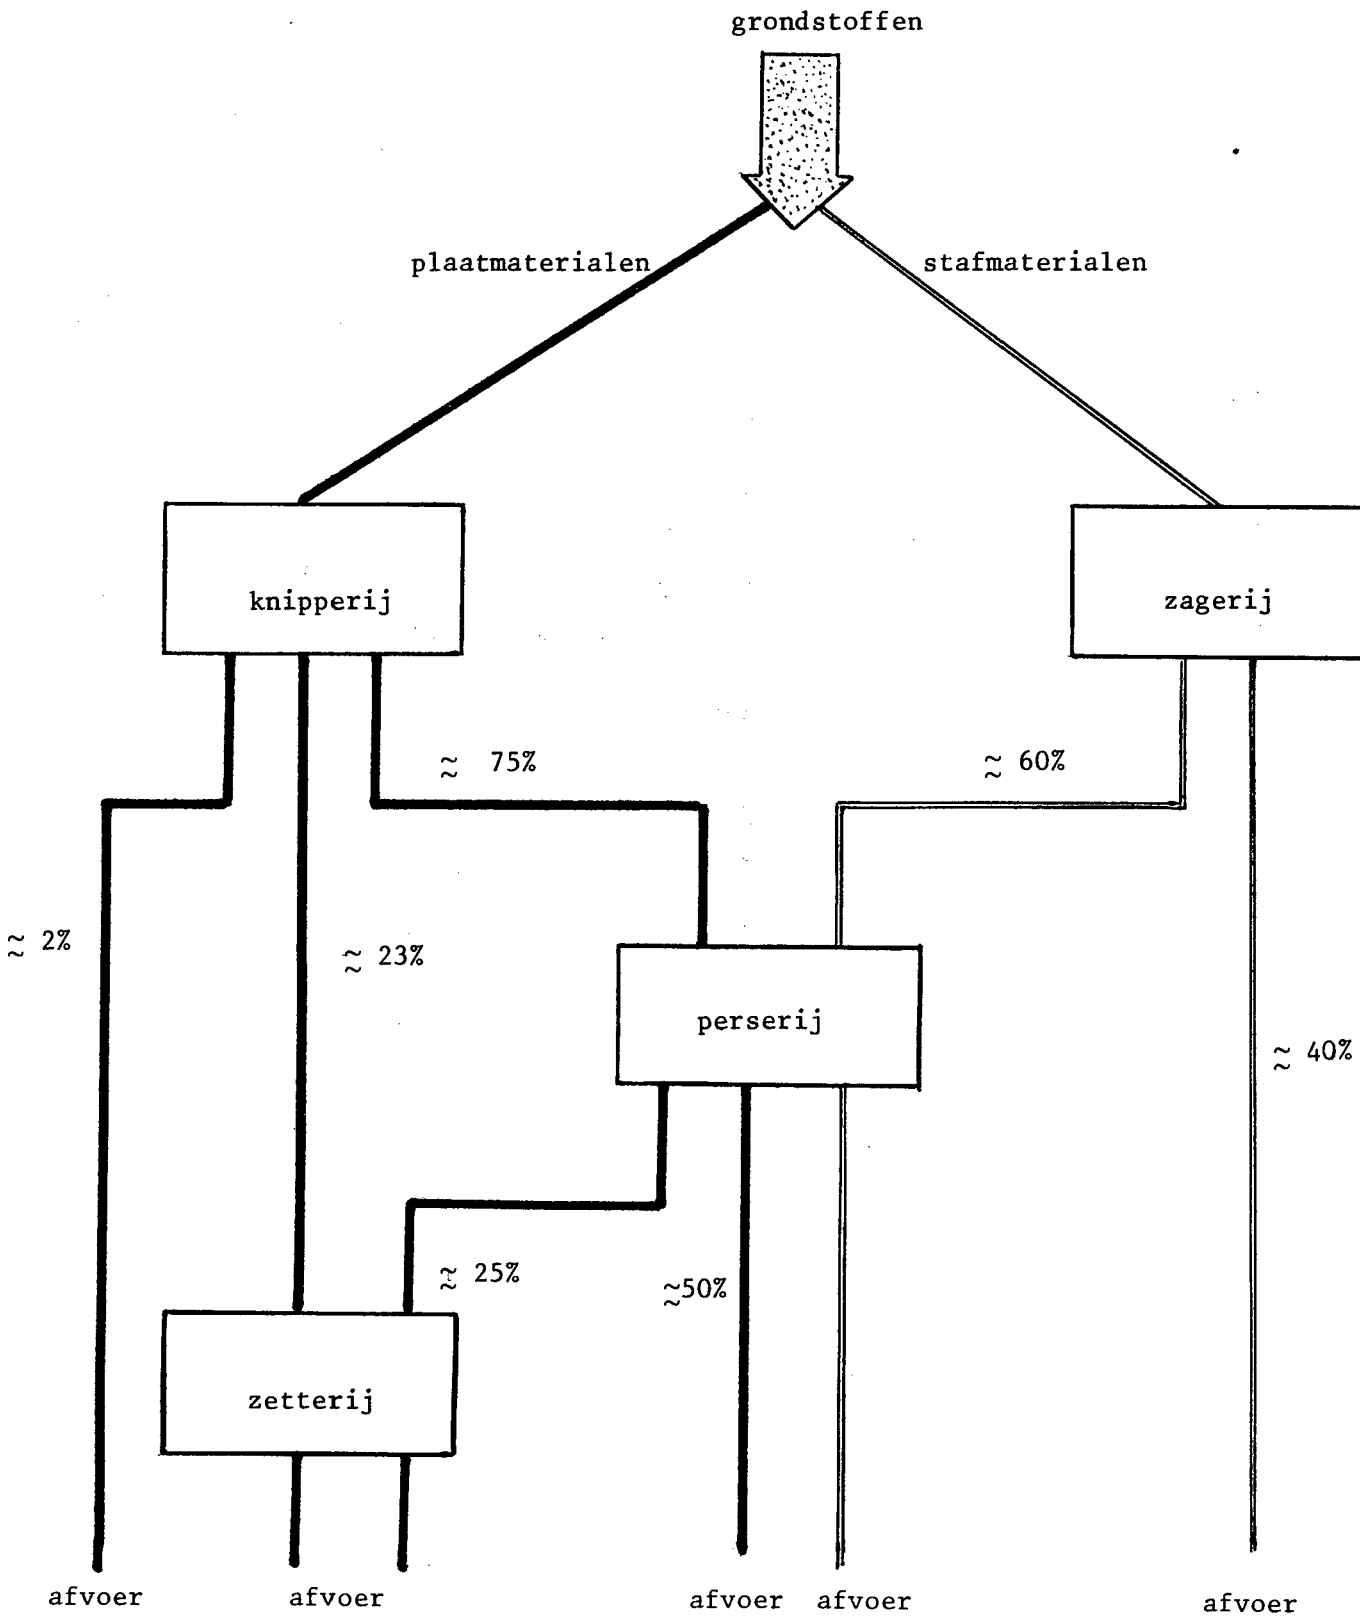 grondstoffen
plaatmaterialen
stafmaterialen
knipperij
zagerij
≈ 75%
≈ 60%
≈ 2%
≈ 23%
perserij
≈ 40%
≈ 25%
≈50%
zetterij
afvoer
afvoer
afvoer
afvoer
afvoer